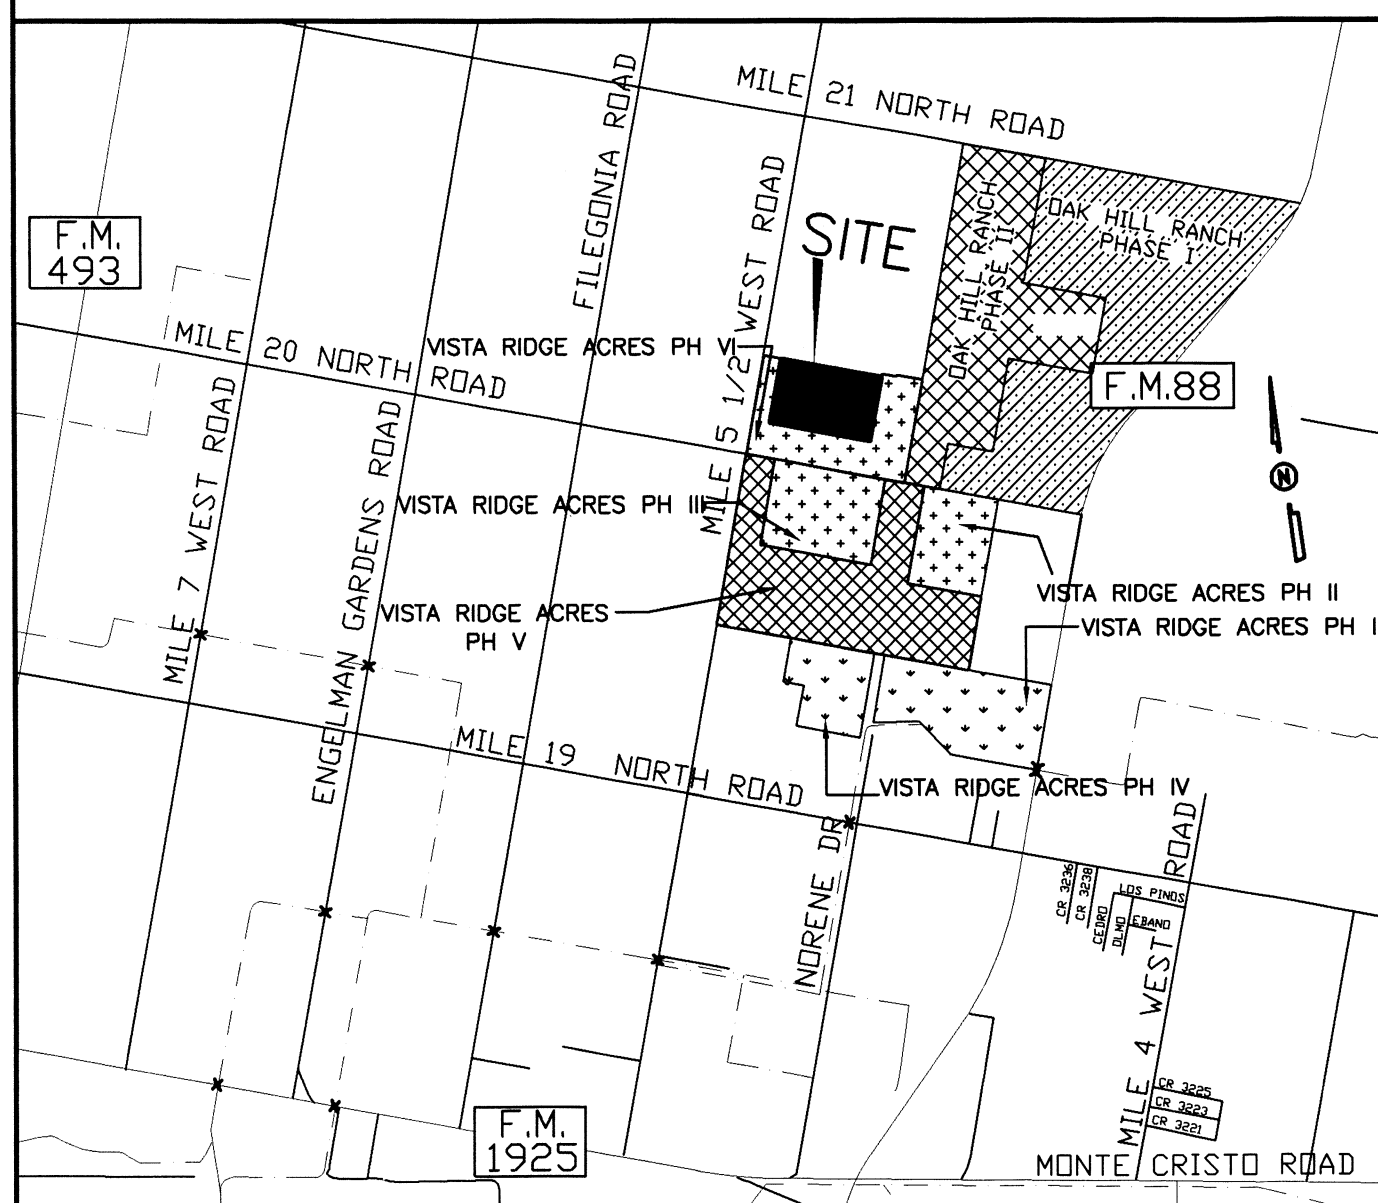 MILE 21 NORTH ROAD
FILEGONIA ROAD
MILE 5 1/2 WEST ROAD
OAK HILL RANCH
PHASE II
OAK HILL RANCH
PHASE I
SITE
F.M.
493
MILE 20 NORTH ROAD
VISTA RIDGE ACRES PH VI
F.M.88
N
MILE 7 WEST ROAD
ENGELMAN GARDENS ROAD
VISTA RIDGE ACRES PH III
VISTA RIDGE ACRES PH II
VISTA RIDGE ACRES
PH V
VISTA RIDGE ACRES PH I
MILE 19 NORTH ROAD
VISTA RIDGE ACRES PH IV
NORENE DR
MILE 4 WEST ROAD
CR 3236
CR 3238
CEDRO
OLMO
LOS PINOS
EBANO
CR 3225
CR 3223
CR 3221
F.M.
1925
MONTE CRISTO ROAD